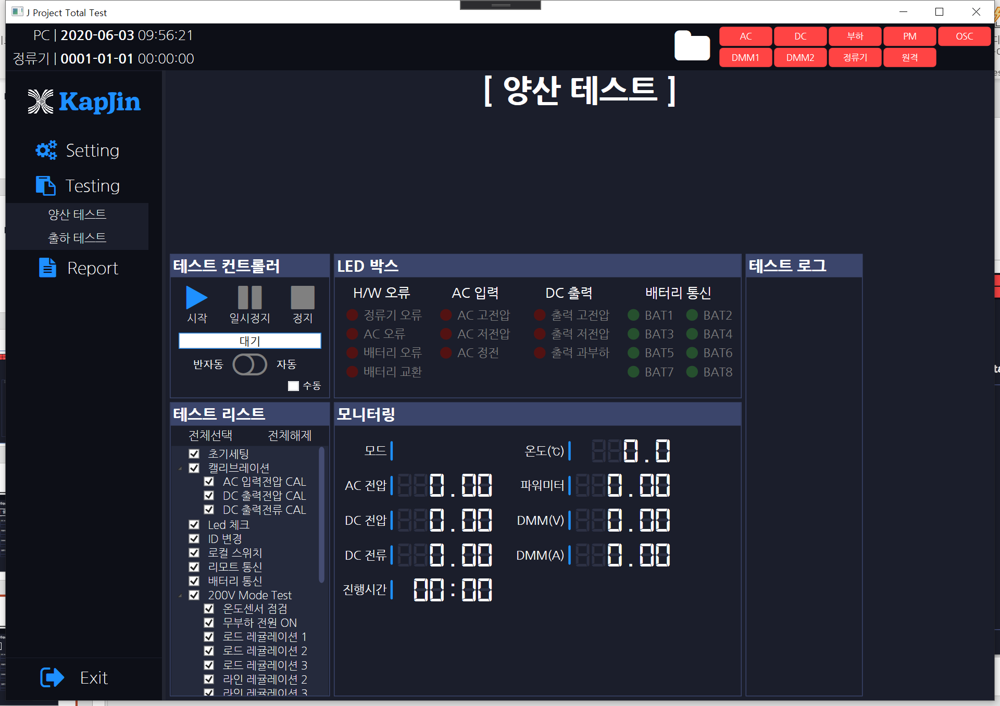 J Project Total Test
PC | 2020-06-03 09:56:21
정류기 | 0001-01-01 00:00:00
AC DC 부하 PM OSC
DMM1 DMM2 정류기 원격
KapJin
Setting
Testing
양산 테스트
출하 테스트
Report
Exit
[ 양산 테스트 ]
테스트 컨트롤러
시작 일시정지 정지
대기
반자동 자동
수동
LED 박스
H/W 오류 AC 입력 DC 출력 배터리 통신
정류기 오류 AC 고전압 출력 고전압 BAT1 BAT2
AC 오류 AC 저전압 출력 저전압 BAT3 BAT4
배터리 오류 AC 정전 출력 과부하 BAT5 BAT6
배터리 교환 BAT7 BAT8
테스트 로그
테스트 리스트
전체선택 전체해제
초기세팅
캘리브레이션
AC 입력전압 CAL
DC 출력전압 CAL
DC 출력전류 CAL
Led 체크
ID 변경
로컬 스위치
리모트 통신
배터리 통신
200V Mode Test
온도센서 점검
무부하 전원 ON
로드 레귤레이션 1
로드 레귤레이션 2
로드 레귤레이션 3
라인 레귤레이션 2
라인 레귤레이션 3
모니터링
모드 온도(℃) 0.0
AC 전압 0.00 파워미터 0.00
DC 전압 0.00 DMM(V) 0.00
DC 전류 0.00 DMM(A) 0.00
진행시간 00:00